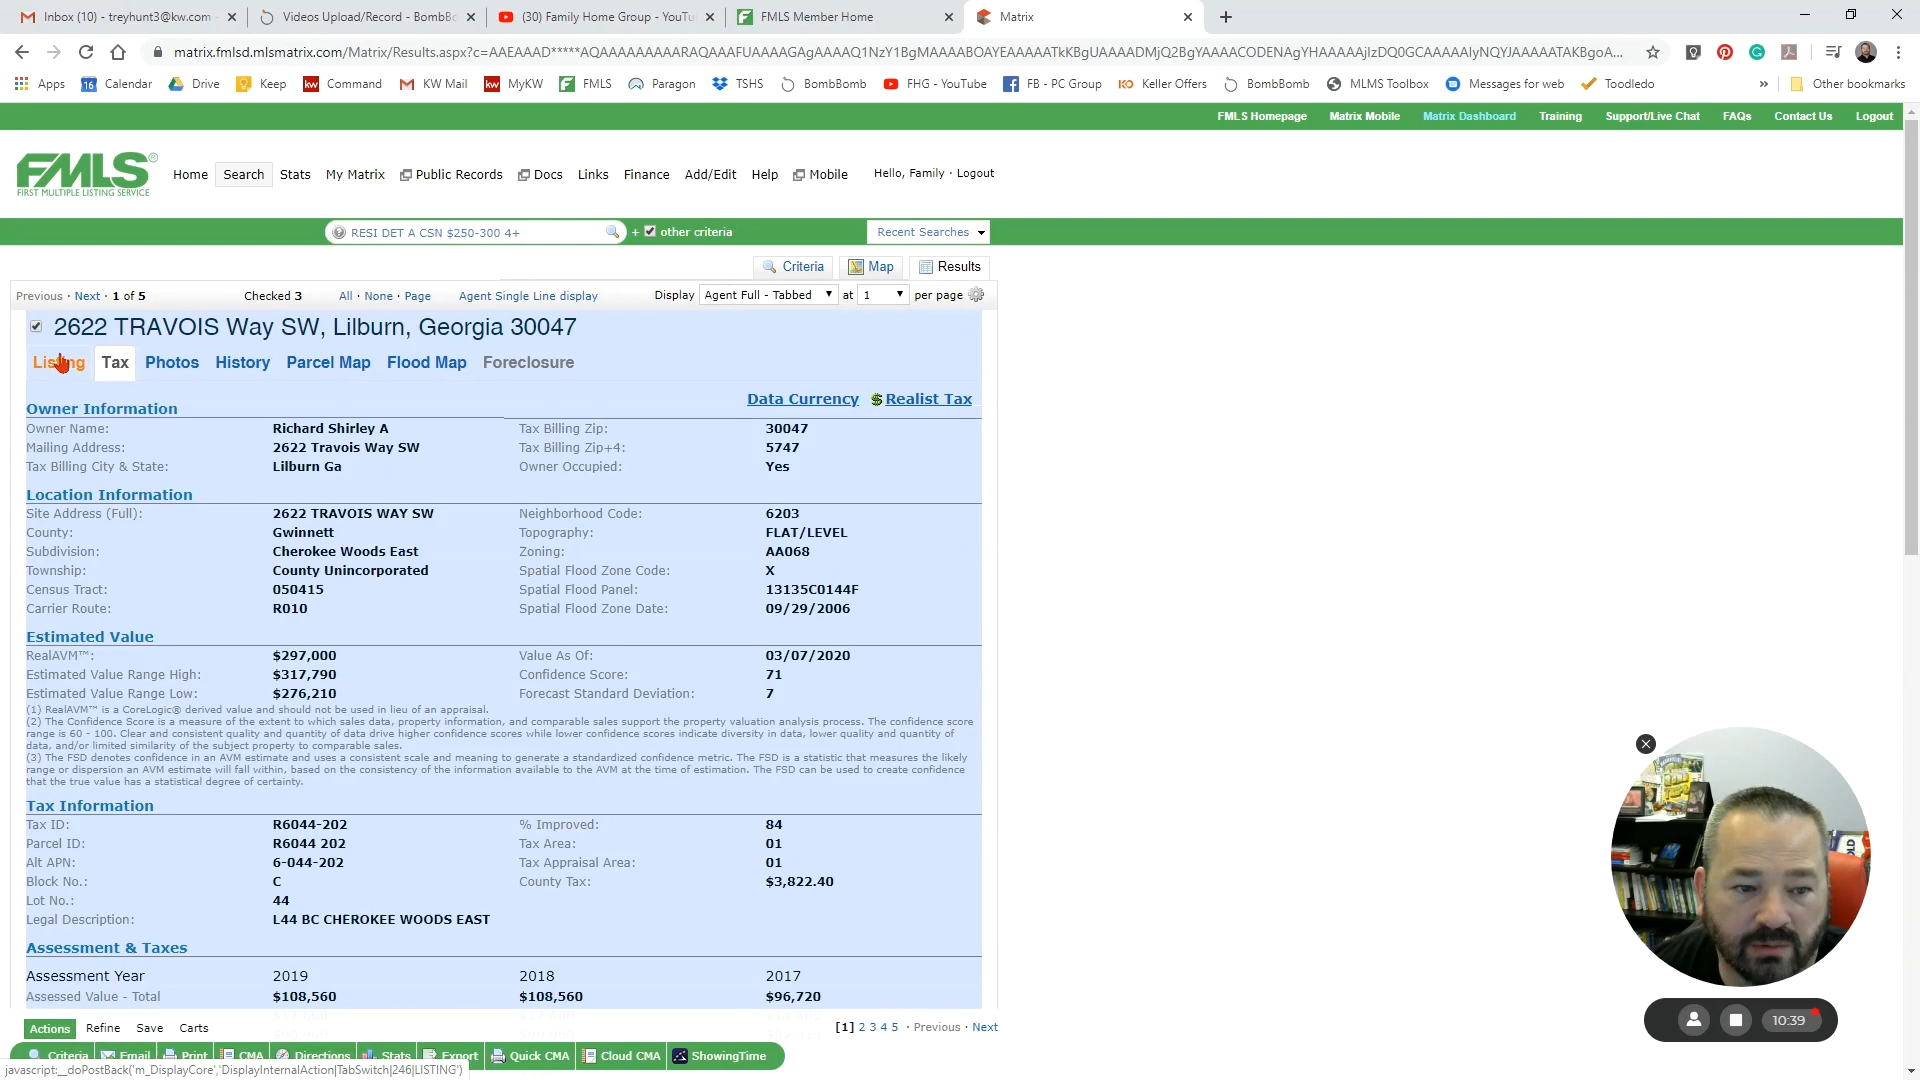 Inbox (10) - treyhunt3@kw.com
Videos Upload/Record - BombBo
(30) Family Home Group - YouTu
FMLS Member Home
Matrix
matrix.fmlsd.mlsmatrix.com/Matrix/Results.aspx?c=AAEAAAD*****AQAAAAAAAAARAQAAAFUAAAAGAgAAAAQ1NzY1BgMAAAABOAYEAAAAATkKBgUAAAADMjQ2BgYAAAACODENAgYHAAAAAjIzDQ0GCAAAAAIyNQYJAAAAATAKBgoA...
Apps
Calendar
Drive
Keep
Command
KW Mail
MyKW
FMLS
Paragon
TSHS
BombBomb
FHG - YouTube
FB - PC Group
Keller Offers
BombBomb
MLMS Toolbox
Messages for web
Toodledo
»
Other bookmarks
FMLS Homepage
Matrix Mobile
Matrix Dashboard
Training
Support/Live Chat
FAQs
Contact Us
Logout
FMLS®
FIRST MULTIPLE LISTING SERVICE
Home
Search
Stats
My Matrix
Public Records
Docs
Links
Finance
Add/Edit
Help
Mobile
Hello, Family · Logout
RESI DET A CSN $250-300 4+
+ other criteria
Recent Searches
Criteria
Map
Results
Previous · Next · 1 of 5
Checked 3
All · None · Page
Agent Single Line display
Display Agent Full - Tabbed at 1 per page
2622 TRAVOIS Way SW, Lilburn, Georgia 30047
Listing Tax Photos History Parcel Map Flood Map Foreclosure
Data Currency $ Realist Tax
Owner Information
Owner Name: Richard Shirley A Tax Billing Zip: 30047
Mailing Address: 2622 Travois Way SW Tax Billing Zip+4: 5747
Tax Billing City & State: Lilburn Ga Owner Occupied: Yes
Location Information
Site Address (Full): 2622 TRAVOIS WAY SW Neighborhood Code: 6203
County: Gwinnett Topography: FLAT/LEVEL
Subdivision: Cherokee Woods East Zoning: AA068
Township: County Unincorporated Spatial Flood Zone Code: X
Census Tract: 050415 Spatial Flood Panel: 13135C0144F
Carrier Route: R010 Spatial Flood Zone Date: 09/29/2006
Estimated Value
RealAVM™: $297,000 Value As Of: 03/07/2020
Estimated Value Range High: $317,790 Confidence Score: 71
Estimated Value Range Low: $276,210 Forecast Standard Deviation: 7
(1) RealAVM™ is a CoreLogic® derived value and should not be used in lieu of an appraisal.
(2) The Confidence Score is a measure of the extent to which sales data, property information, and comparable sales support the property valuation analysis process. The confidence score
range is 60 - 100. Clear and consistent quality and quantity of data drive higher confidence scores while lower confidence scores indicate diversity in data, lower quality and quantity of
data, and/or limited similarity of the subject property to comparable sales.
(3) The FSD denotes confidence in an AVM estimate and uses a consistent scale and meaning to generate a standardized confidence metric. The FSD is a statistic that measures the likely
range or dispersion an AVM estimate will fall within, based on the consistency of the information available to the AVM at the time of estimation. The FSD can be used to create confidence
that the true value has a statistical degree of certainty.
Tax Information
Tax ID: R6044-202 % Improved: 84
Parcel ID: R6044 202 Tax Area: 01
Alt APN: 6-044-202 Tax Appraisal Area: 01
Block No.: C County Tax: $3,822.40
Lot No.: 44
Legal Description: L44 BC CHEROKEE WOODS EAST
Assessment & Taxes
Assessment Year 2019 2018 2017
Assessed Value - Total $108,560 $108,560 $96,720
Actions Refine Save Carts
[1] 2 3 4 5 · Previous · Next
Criteria Email Print CMA Directions Stats Export Quick CMA Cloud CMA ShowingTime
javascript:__doPostBack('m_DisplayCore','DisplayInternalAction|TabSwitch|246|LISTING')
10:39